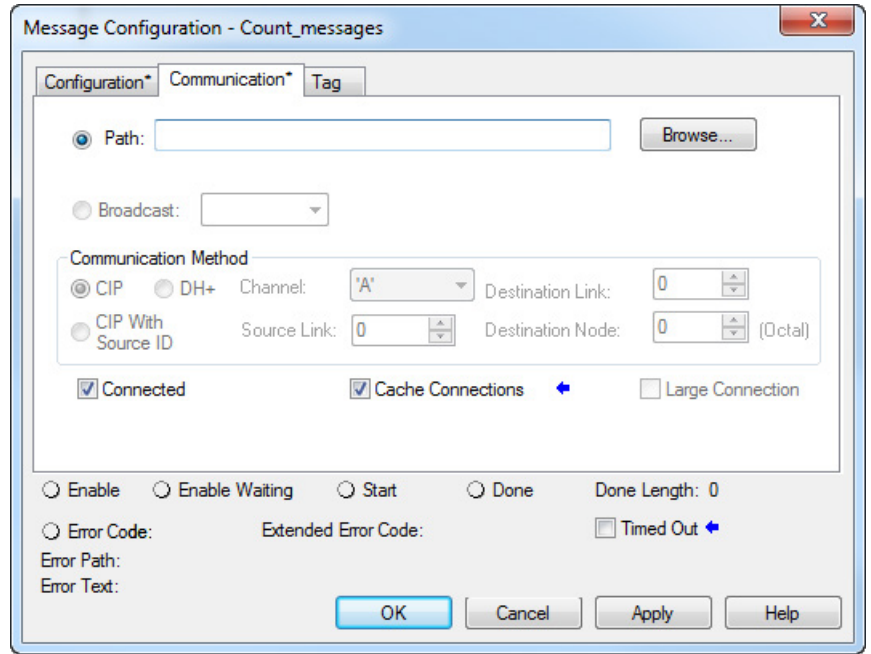 Message Configuration - Count_messages
Configuration* Communication* Tag
Path: Browse...
Broadcast:
Communication Method
CIP DH+ Channel: 'A' Destination Link: 0
CIP With
Source ID Source Link: 0 Destination Node: 0 (Octal)
Connected Cache Connections Large Connection
Enable Enable Waiting Start Done Done Length: 0
Error Code: Extended Error Code: Timed Out
Error Path:
Error Text:
OK Cancel Apply Help